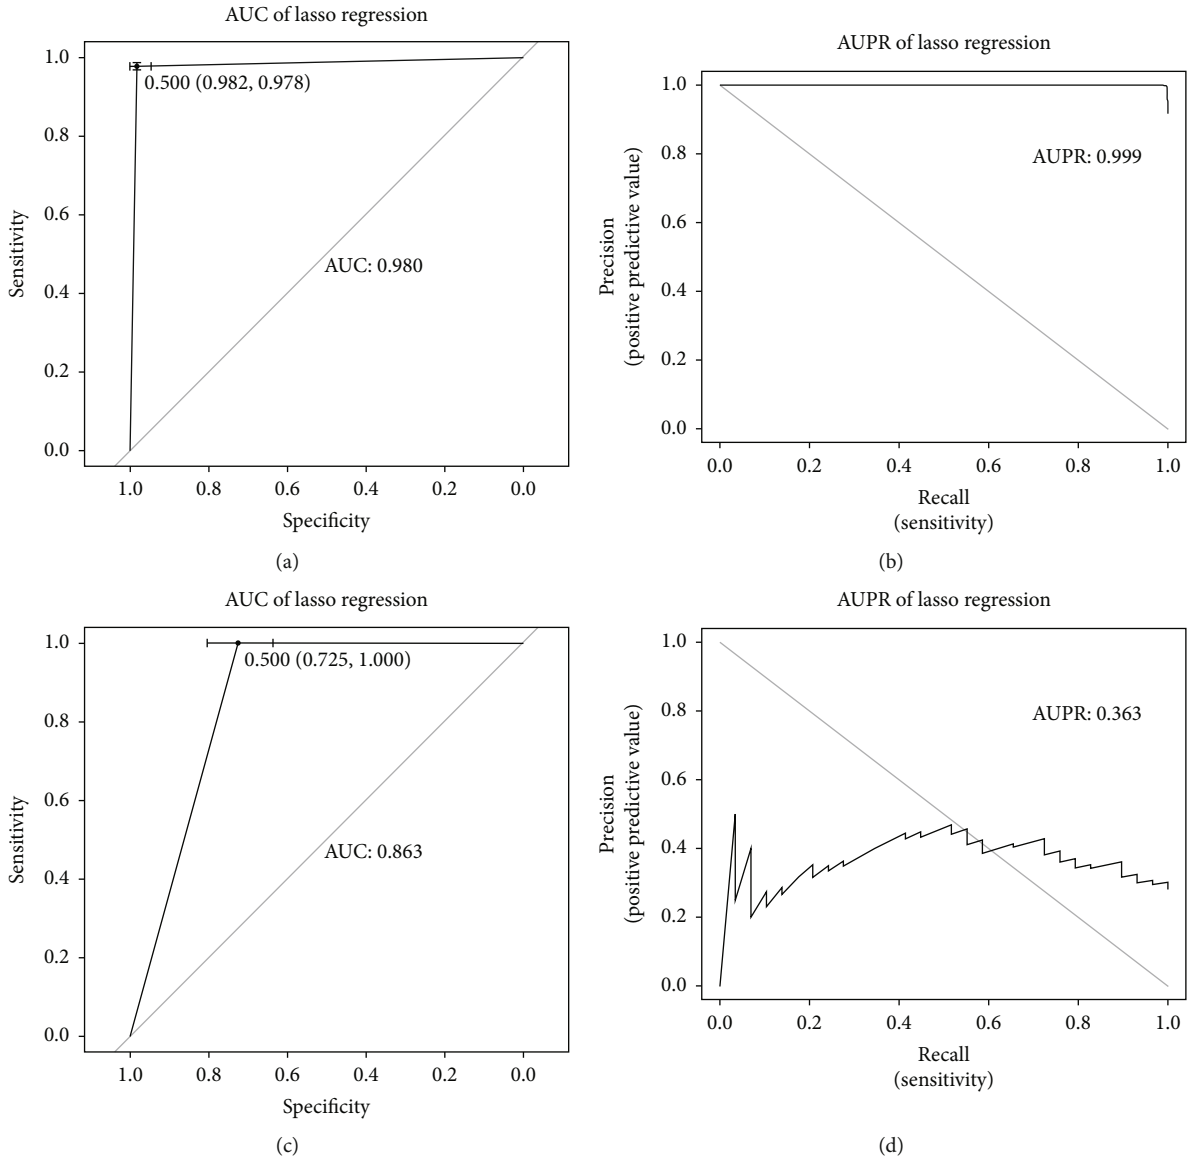 AUC of lasso regression
1.0
0.8
0.6
0.4
0.2
0.0
Sensitivity
0.500 (0.982, 0.978)
AUC: 0.980
1.0 0.8 0.6 0.4 0.2 0.0
Specificity
(a)
AUPR of lasso regression
1.0
0.8
0.6
0.4
0.2
0.0
Precision
(positive predictive value)
AUPR: 0.999
0.0 0.2 0.4 0.6 0.8 1.0
Recall
(sensitivity)
(b)
AUC of lasso regression
1.0
0.8
0.6
0.4
0.2
0.0
Sensitivity
0.500 (0.725, 1.000)
AUC: 0.863
1.0 0.8 0.6 0.4 0.2 0.0
Specificity
(c)
AUPR of lasso regression
1.0
0.8
0.6
0.4
0.2
0.0
Precision
(positive predictive value)
AUPR: 0.363
0.0 0.2 0.4 0.6 0.8 1.0
Recall
(sensitivity)
(d)